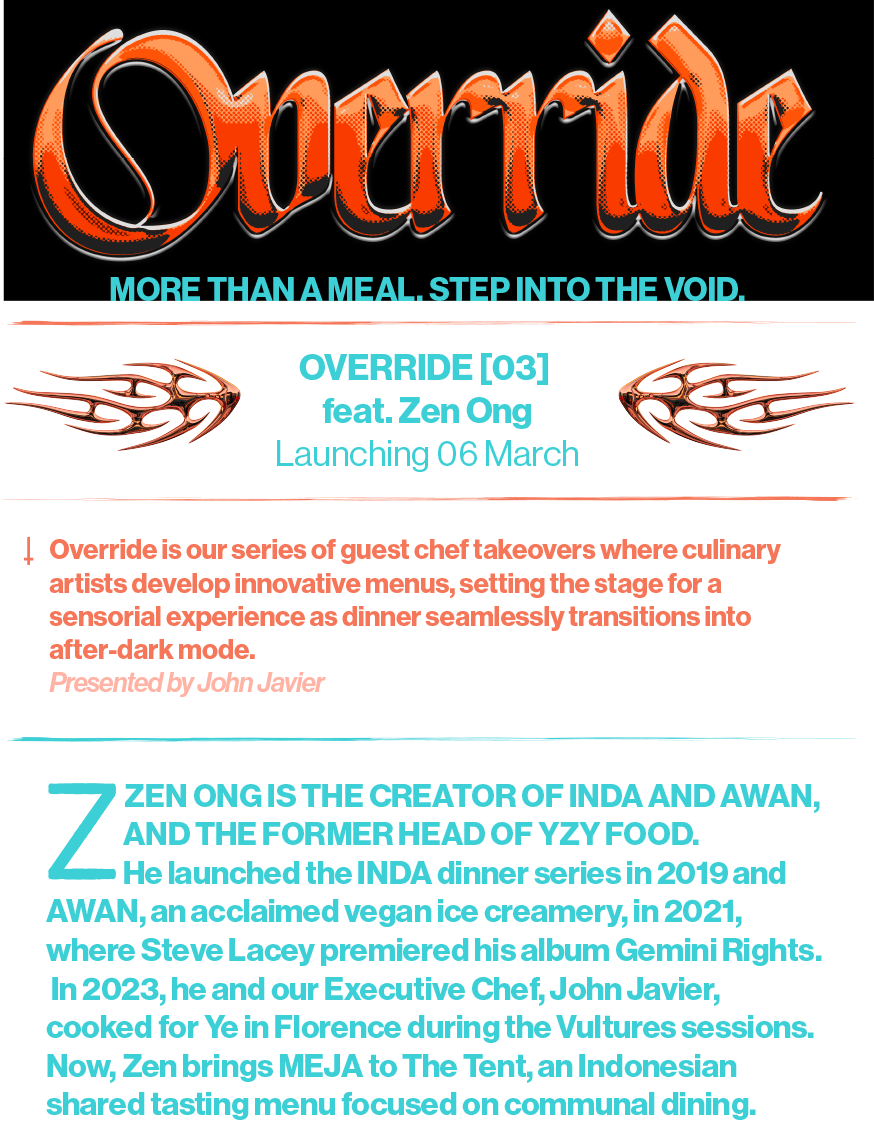 Override
MORE THAN A MEAL. STEP INTO THE VOID.
OVERRIDE [03]
feat. Zen Ong
Launching 06 March
Override is our series of guest chef takeovers where culinary
artists develop innovative menus, setting the stage for a
sensorial experience as dinner seamlessly transitions into
after-dark mode.
Presented by John Javier
Z ZEN ONG IS THE CREATOR OF INDA AND AWAN,
AND THE FORMER HEAD OF YZY FOOD.
He launched the INDA dinner series in 2019 and
AWAN, an acclaimed vegan ice creamery, in 2021,
where Steve Lacey premiered his album Gemini Rights.
In 2023, he and our Executive Chef, John Javier,
cooked for Ye in Florence during the Vultures sessions.
Now, Zen brings MEJA to The Tent, an Indonesian
shared tasting menu focused on communal dining.